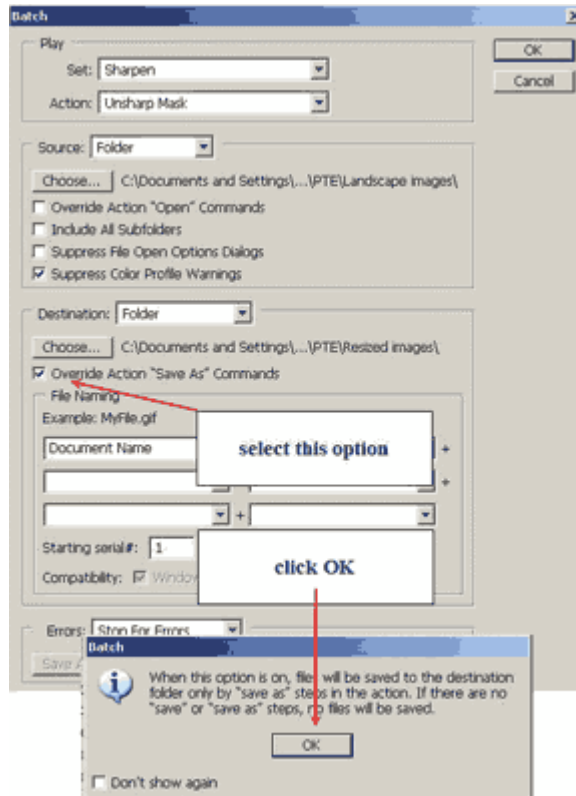 Batch
Play
OK
Set: Sharpen
Cancel
Action: Unsharp Mask
Source: Folder
Choose... C:\Documents and Settings\...\PTE\Landscape images\
Override Action "Open" Commands
Include All Subfolders
Suppress File Open Options Dialogs
Suppress Color Profile Warnings
Destination: Folder
Choose... C:\Documents and Settings\...\PTE\Resized images\
Override Action "Save As" Commands
File Naming
Example: MyFile.gif
Document Name +
select this option
+
+
Starting serial#: 1
click OK
Compatibility: Window
Errors: Stop For Errors
Save A
Batch
When this option is on, files will be saved to the destination
folder only by "save as" steps in the action. If there are no
"save" or "save as" steps, no files will be saved.
OK
Don't show again